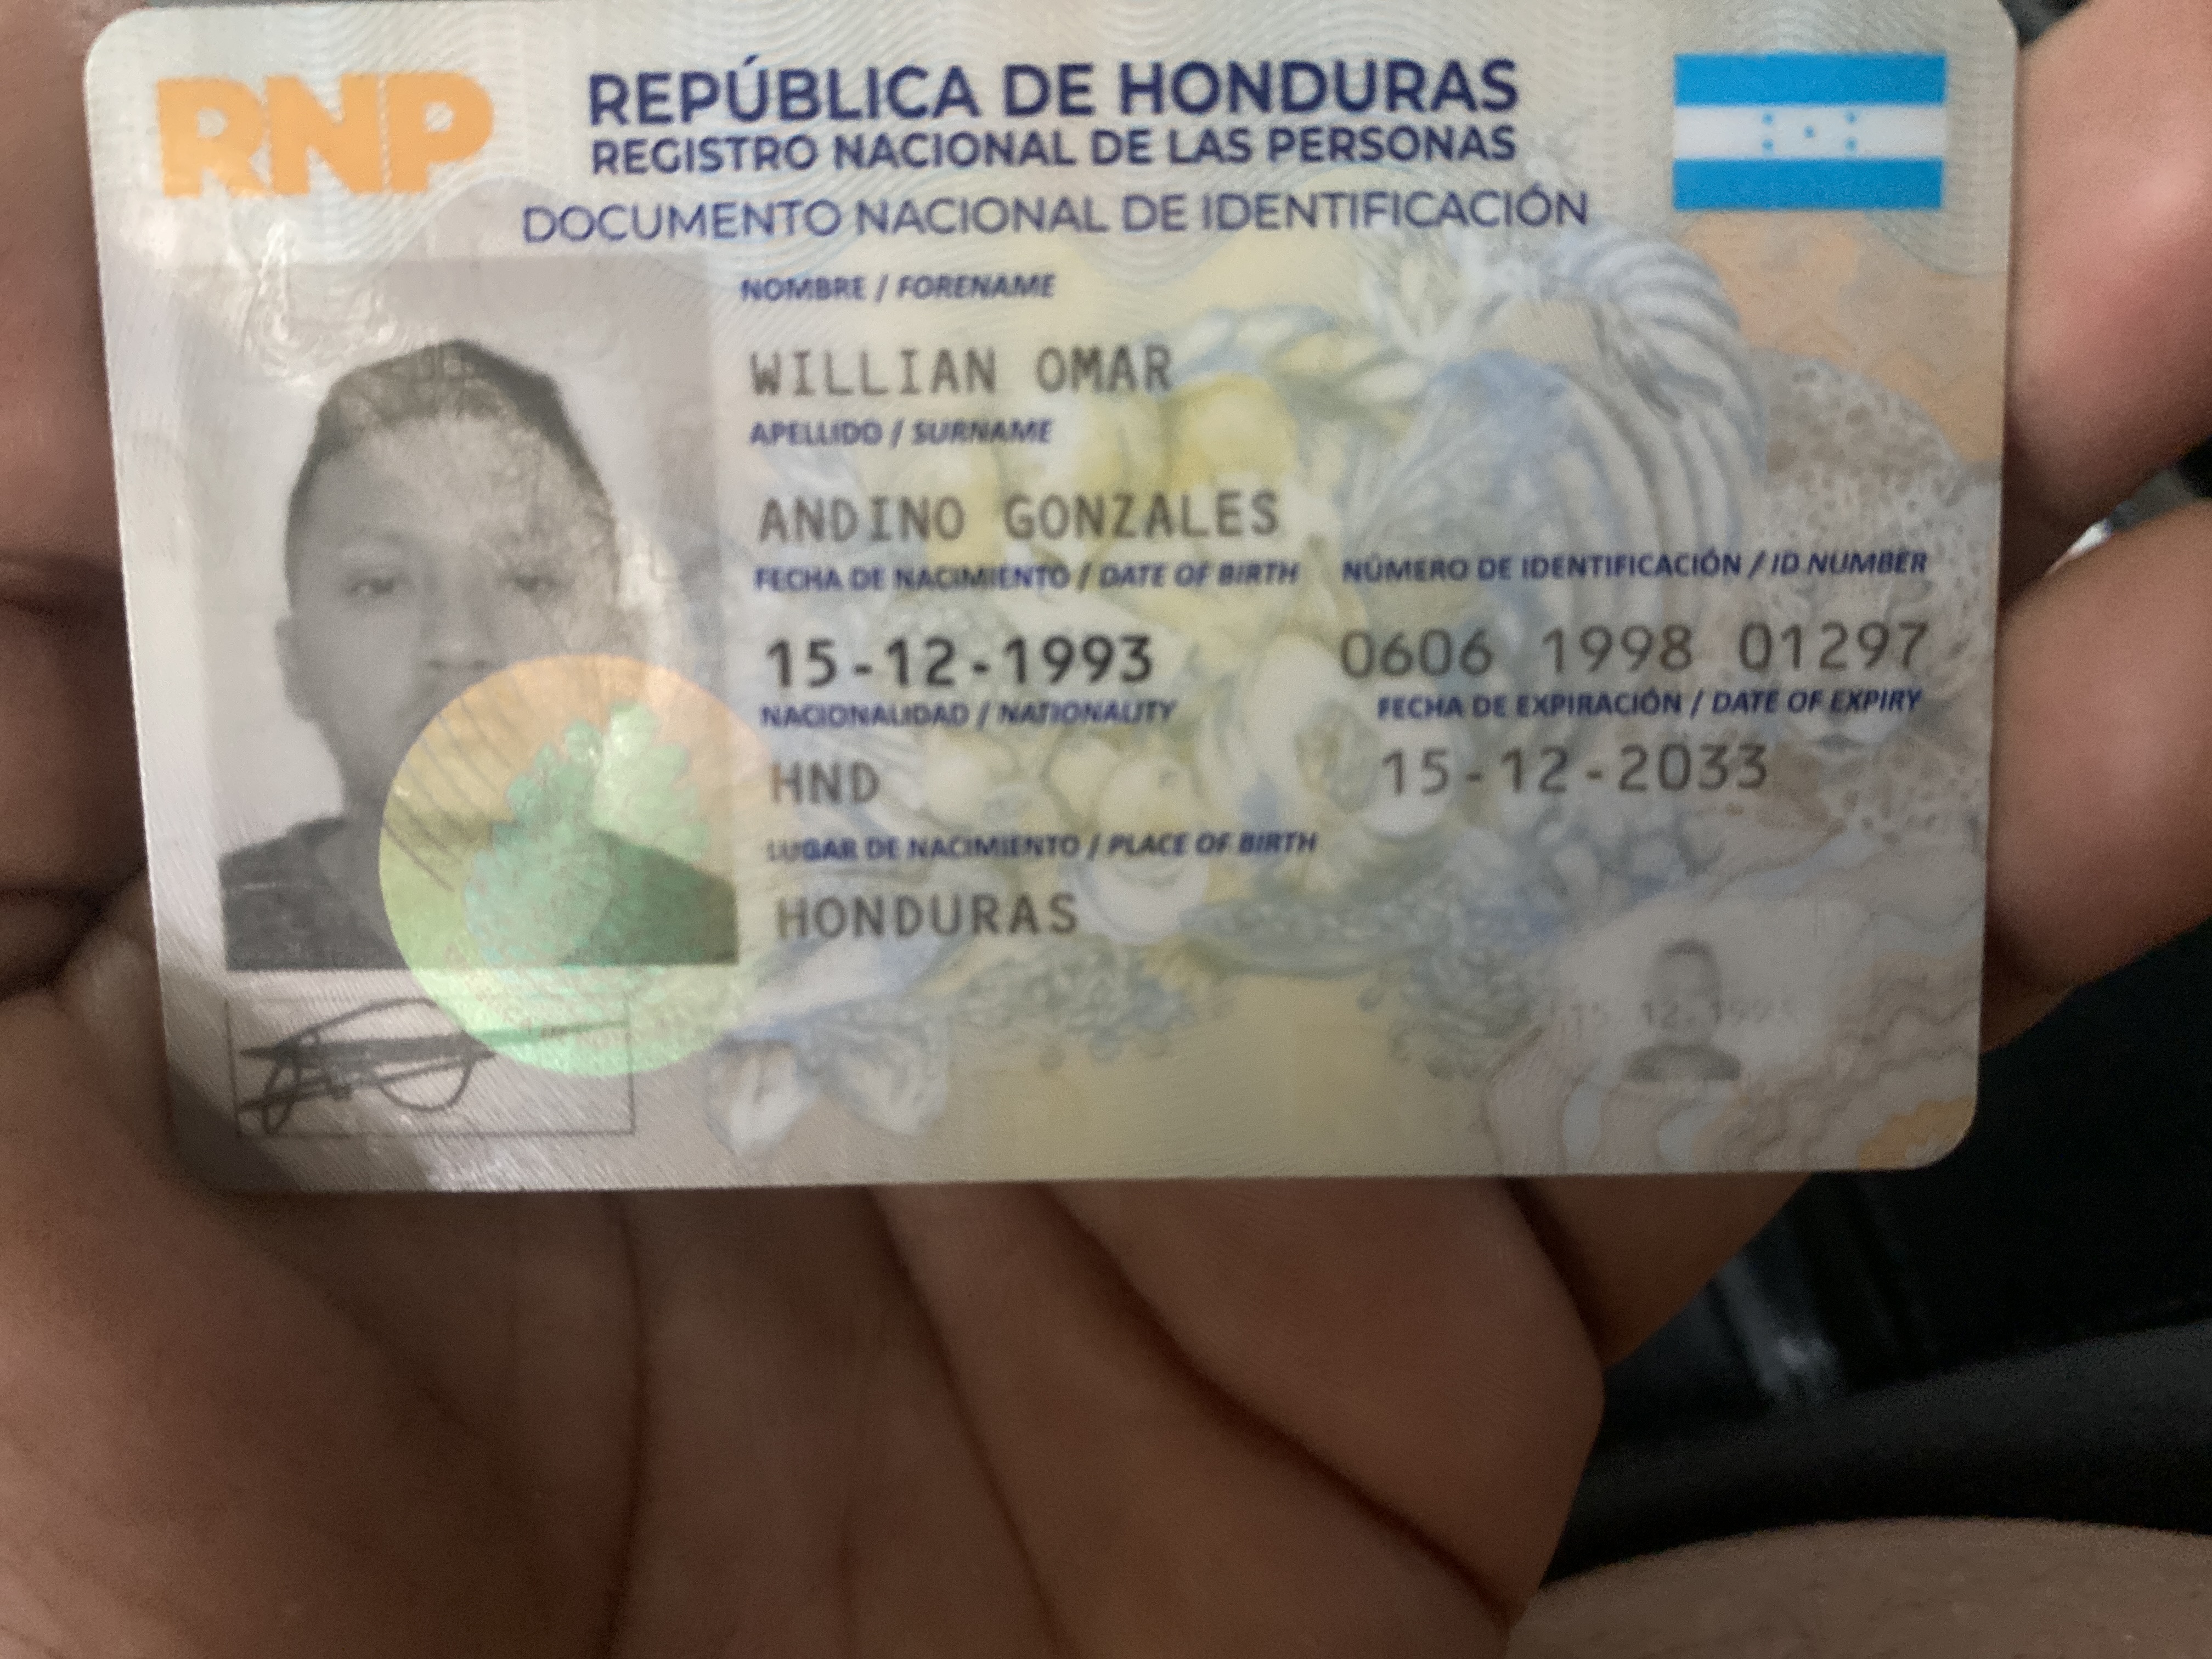 RNP
REPÚBLICA DE HONDURAS
REGISTRO NACIONAL DE LAS PERSONAS
DOCUMENTO NACIONAL DE IDENTIFICACIÓN
NOMBRE / FORENAME
WILLIAN OMAR
APELLIDO / SURNAME
ANDINO GONZALES
FECHA DE NACIMIENTO / DATE OF BIRTH NÚMERO DE IDENTIFICACIÓN / ID NUMBER
15-12-1993 0606 1998 01297
NACIONALIDAD / NATIONALITY FECHA DE EXPIRACIÓN / DATE OF EXPIRY
HND 15-12-2033
LUGAR DE NACIMIENTO / PLACE OF BIRTH
HONDURAS